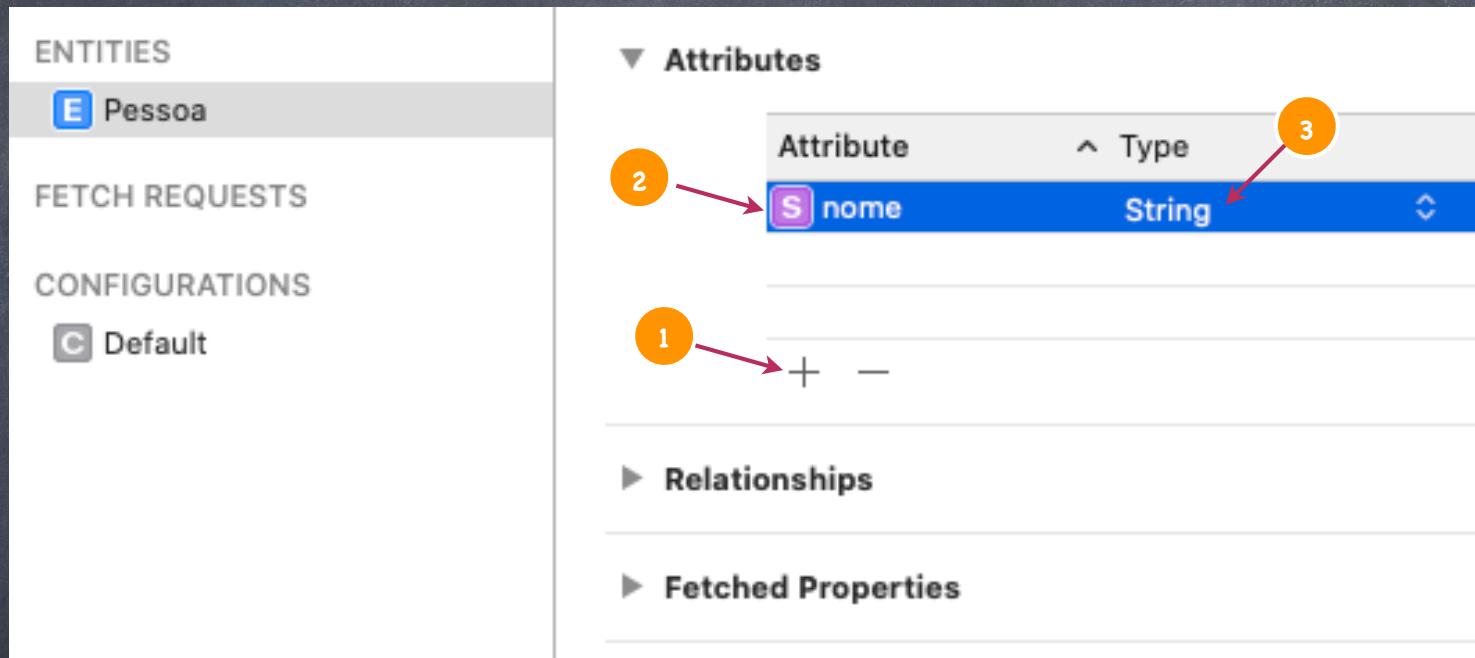 ENTITIES
E Pessoa
FETCH REQUESTS
CONFIGURATIONS
C Default
Attributes
Attribute Type
3
2
S nome String
1
+ −
Relationships
Fetched Properties